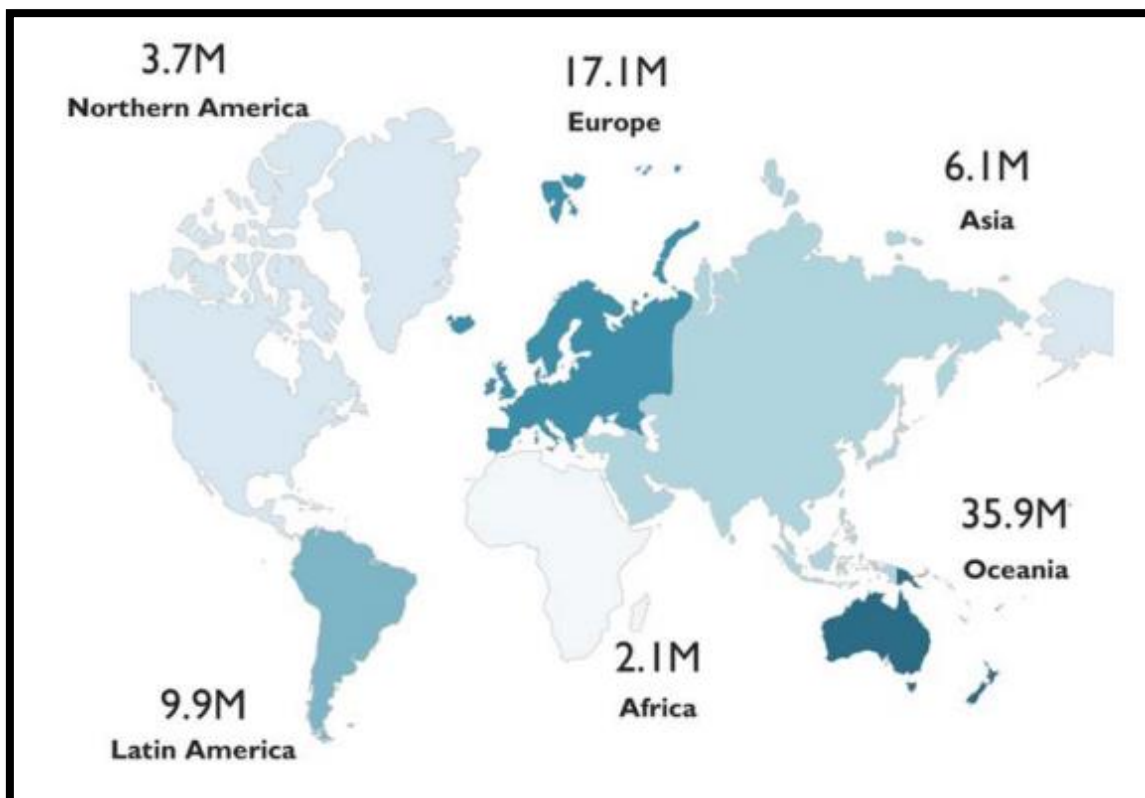 3.7M
Northern America
17.1M
Europe
6.1M
Asia
35.9M
Oceania
2.1M
Africa
9.9M
Latin America